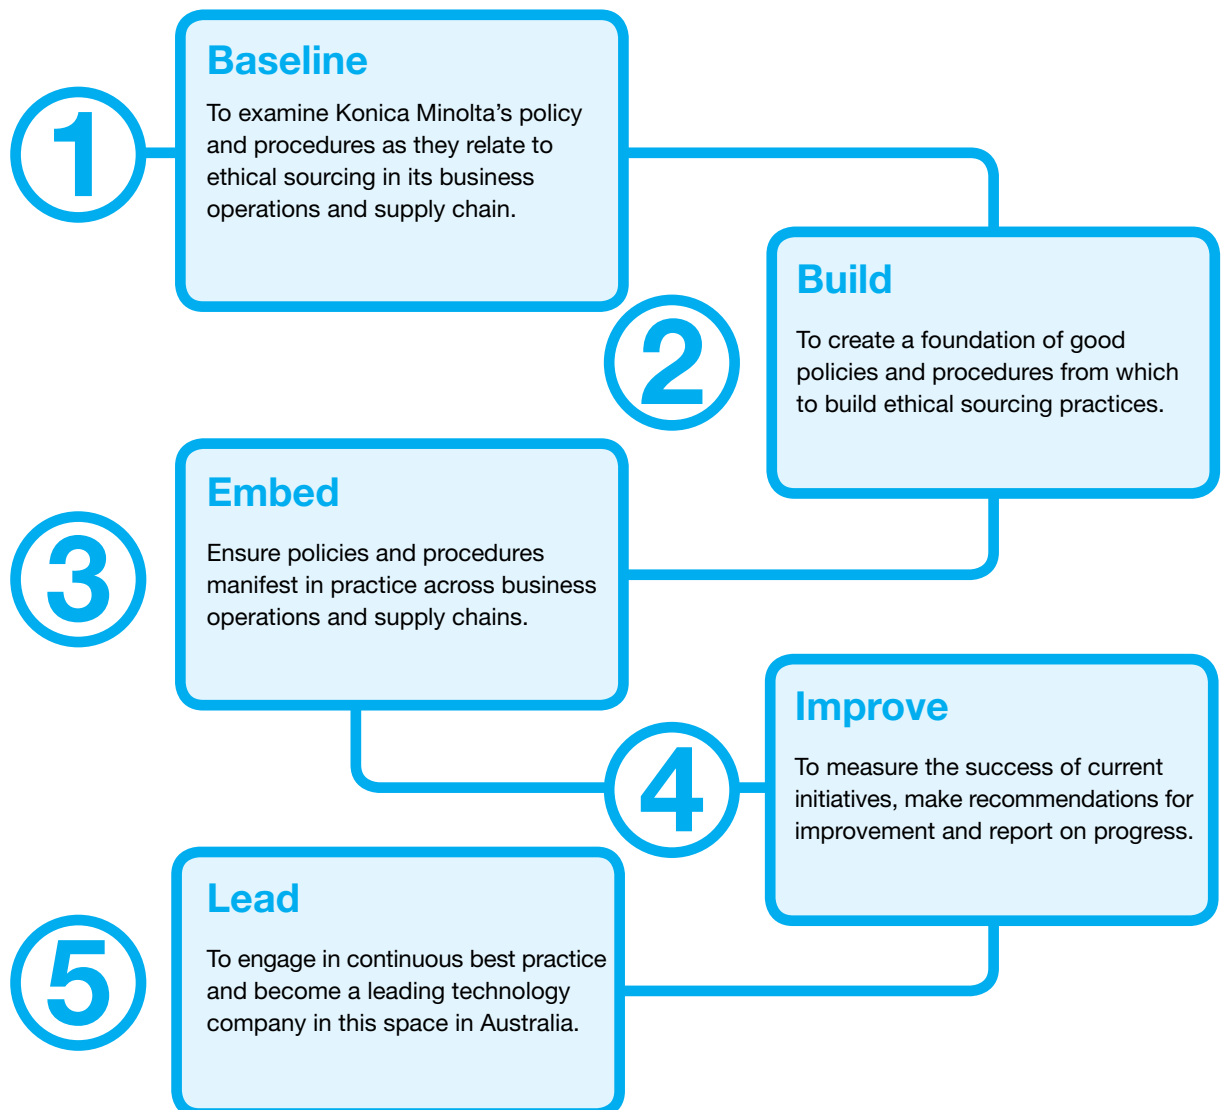 1
Baseline
To examine Konica Minolta’s policy
and procedures as they relate to
ethical sourcing in its business
operations and supply chain.
2
Build
To create a foundation of good
policies and procedures from which
to build ethical sourcing practices.
3
Embed
Ensure policies and procedures
manifest in practice across business
operations and supply chains.
4
Improve
To measure the success of current
initiatives, make recommendations for
improvement and report on progress.
5
Lead
To engage in continuous best practice
and become a leading technology
company in this space in Australia.